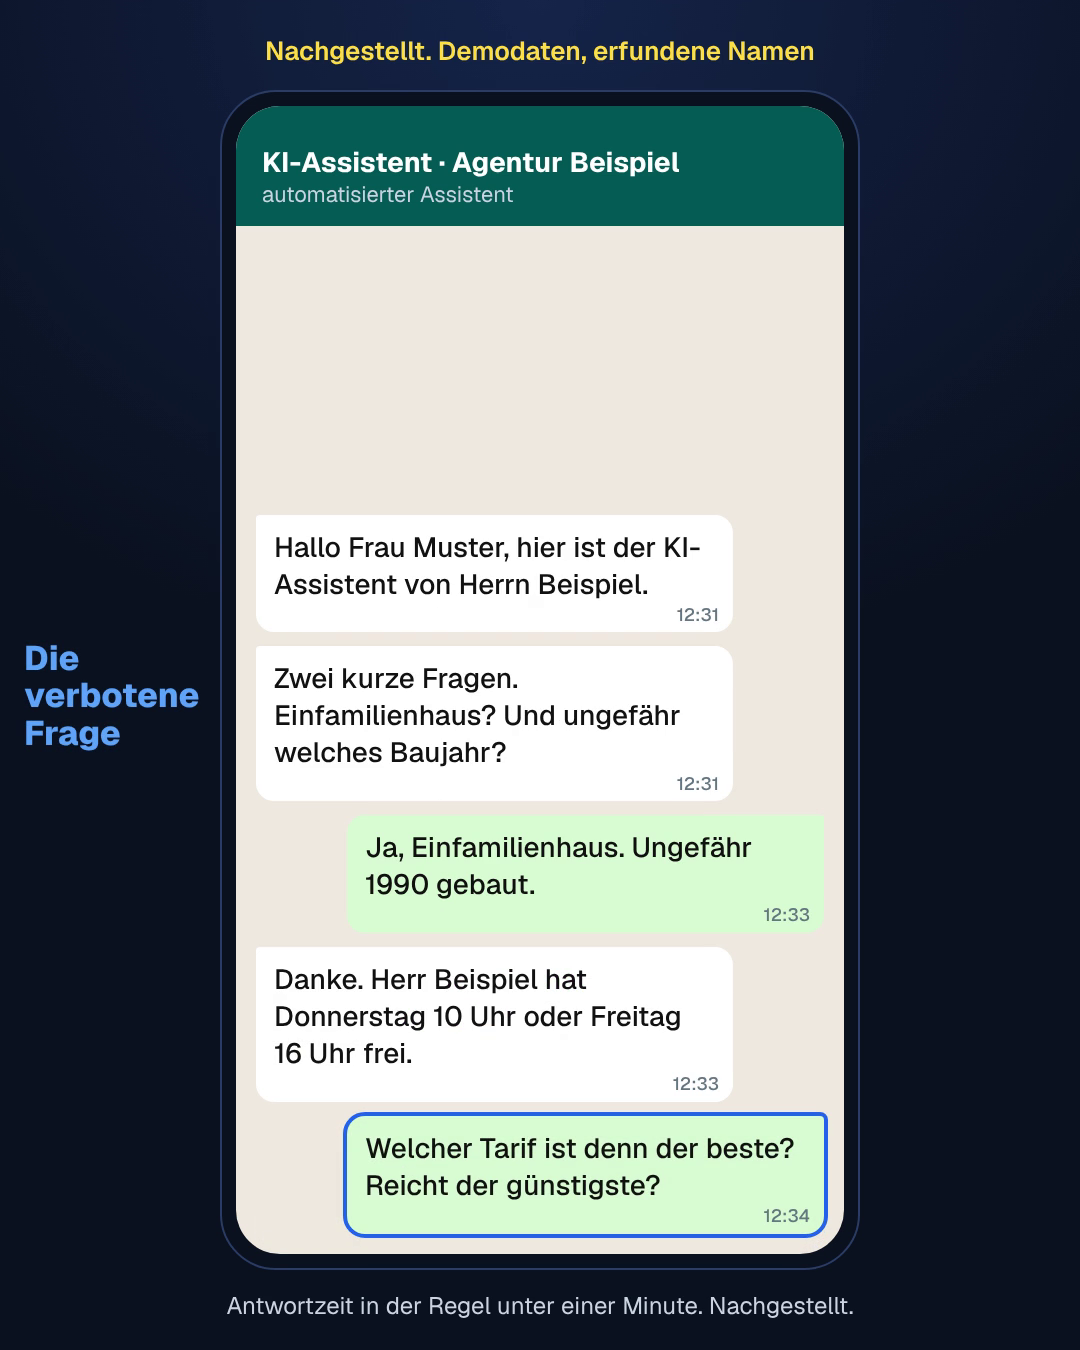 Nachgestellt. Demodaten, erfundene Namen
KI-Assistent · Agentur Beispiel
automatisierter Assistent
Hallo Frau Muster, hier ist der KI-
Assistent von Herrn Beispiel.
12:31
Zwei kurze Fragen.
Einfamilienhaus? Und ungefähr
welches Baujahr?
12:31
Die
verbotene
Frage
Ja, Einfamilienhaus. Ungefähr
1990 gebaut.
12:33
Danke. Herr Beispiel hat
Donnerstag 10 Uhr oder Freitag
16 Uhr frei.
12:33
Welcher Tarif ist denn der beste?
Reicht der günstigste?
12:34
Antwortzeit in der Regel unter einer Minute. Nachgestellt.